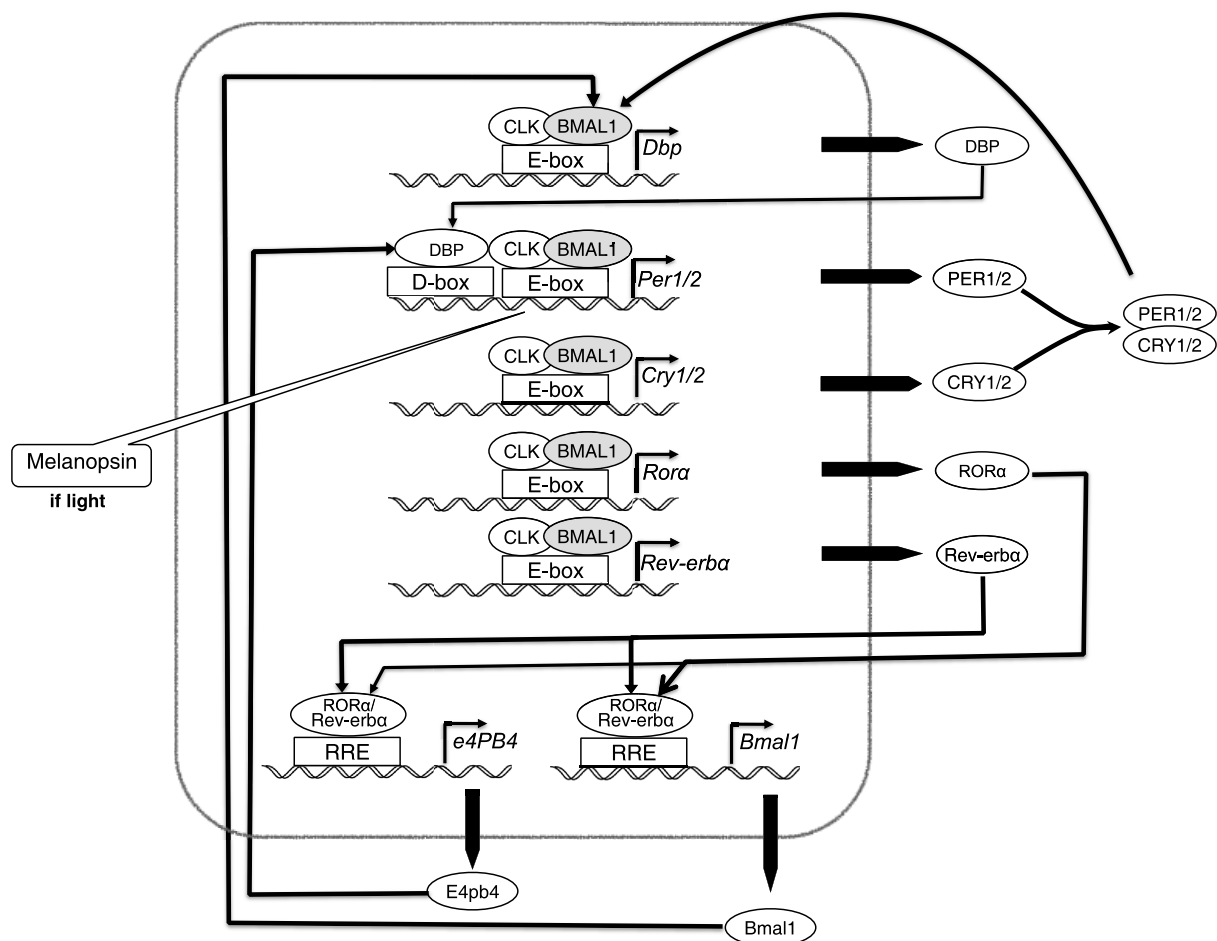 CLK
BMAL1
E-box
Dbp
DBP
DBP
CLK
BMAL1
D-box
E-box
Per1/2
PER1/2
PER1/2
CRY1/2
CLK
BMAL1
E-box
Cry1/2
CRY1/2
Melanopsin
if light
CLK
BMAL1
E-box
Rorα
RORα
CLK
BMAL1
E-box
Rev-erbα
Rev-erbα
RORα/
Rev-erbα
RRE
e4PB4
RORα/
Rev-erbα
RRE
Bmal1
E4pb4
Bmal1